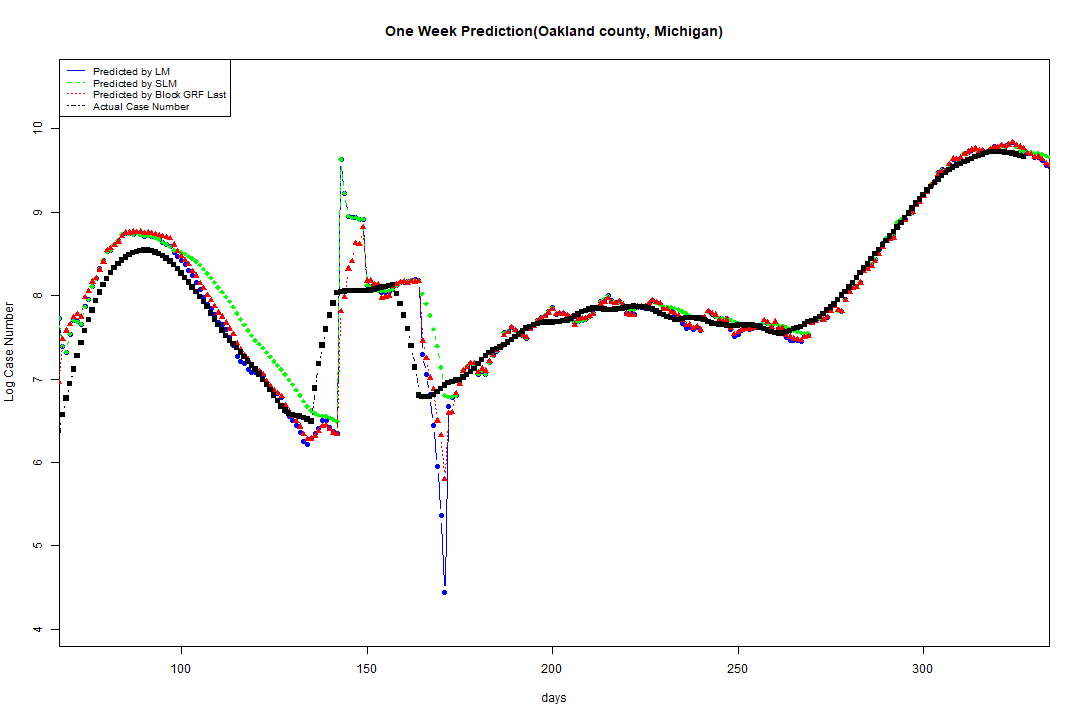 One Week Prediction(Oakland county, Michigan)
Predicted by LM
Predicted by SLM
Predicted by Block GRF Last
Actual Case Number
Log Case Number
10
9
8
7
6
5
4
100
150
200
250
300
days